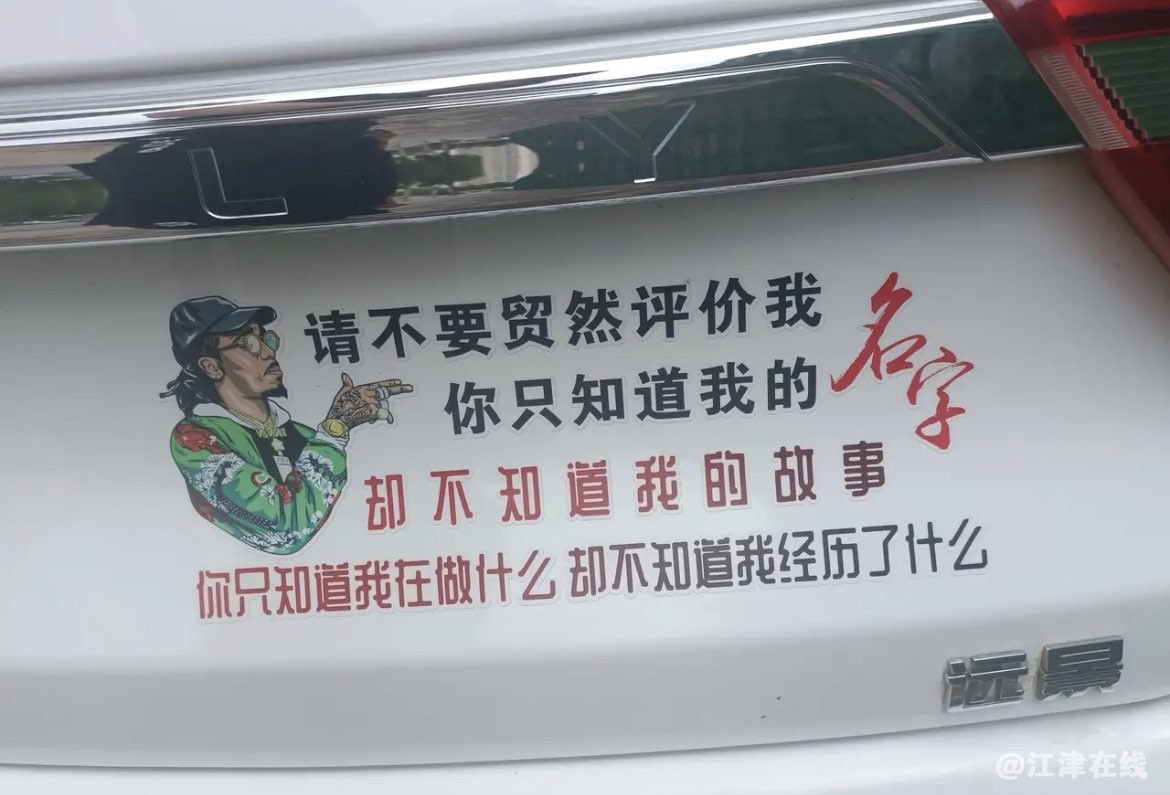 L Y
请不要贸然评价我
你只知道我的名字
却不知道我的故事
你只知道我在做什么 却不知道我经历了什么
远景
@江津在线